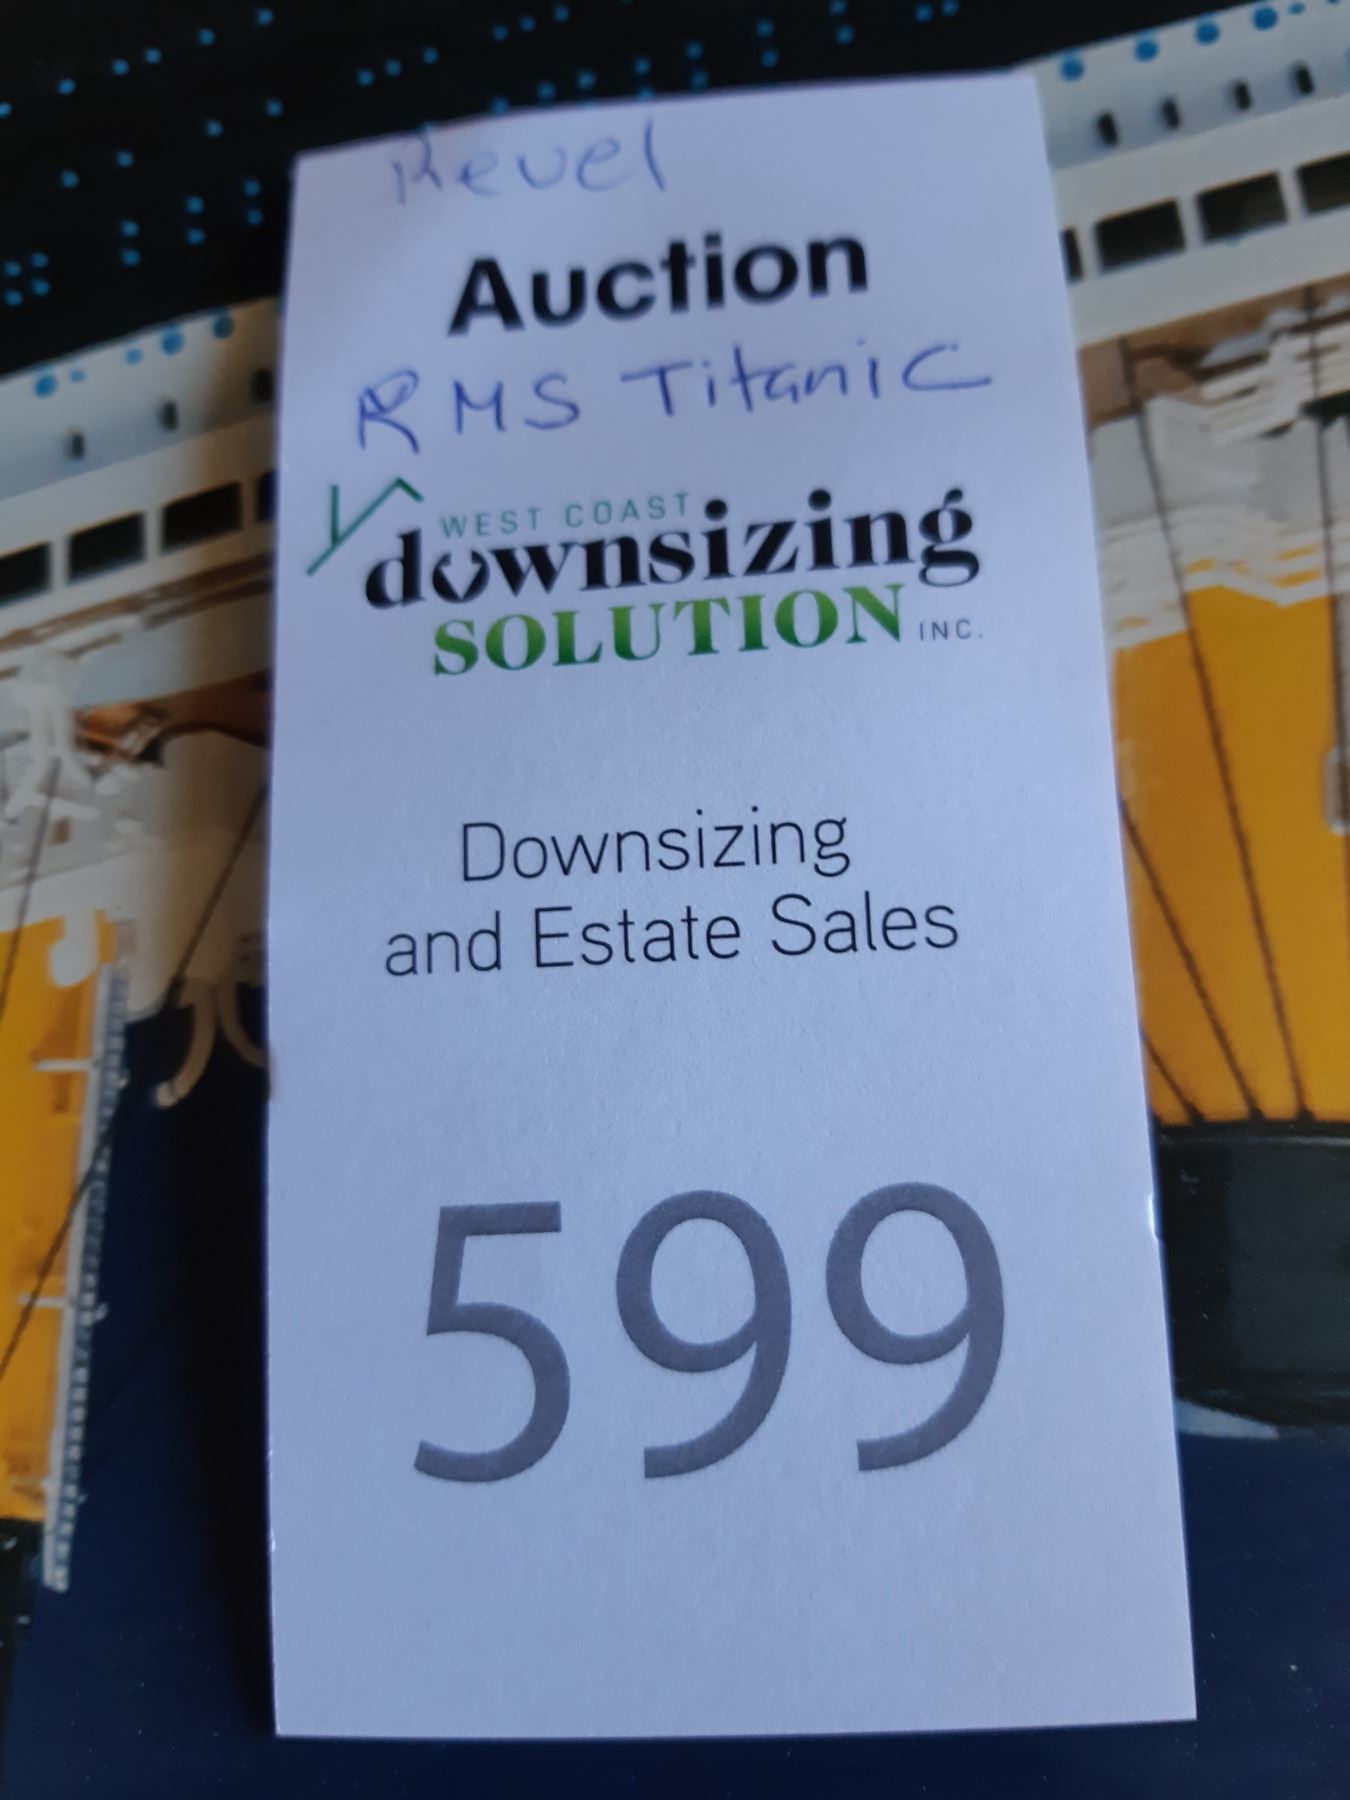 Revel
Auction
RMS Titanic
WEST COAST
downsizing
SOLUTION INC.
Downsizing
and Estate Sales
599